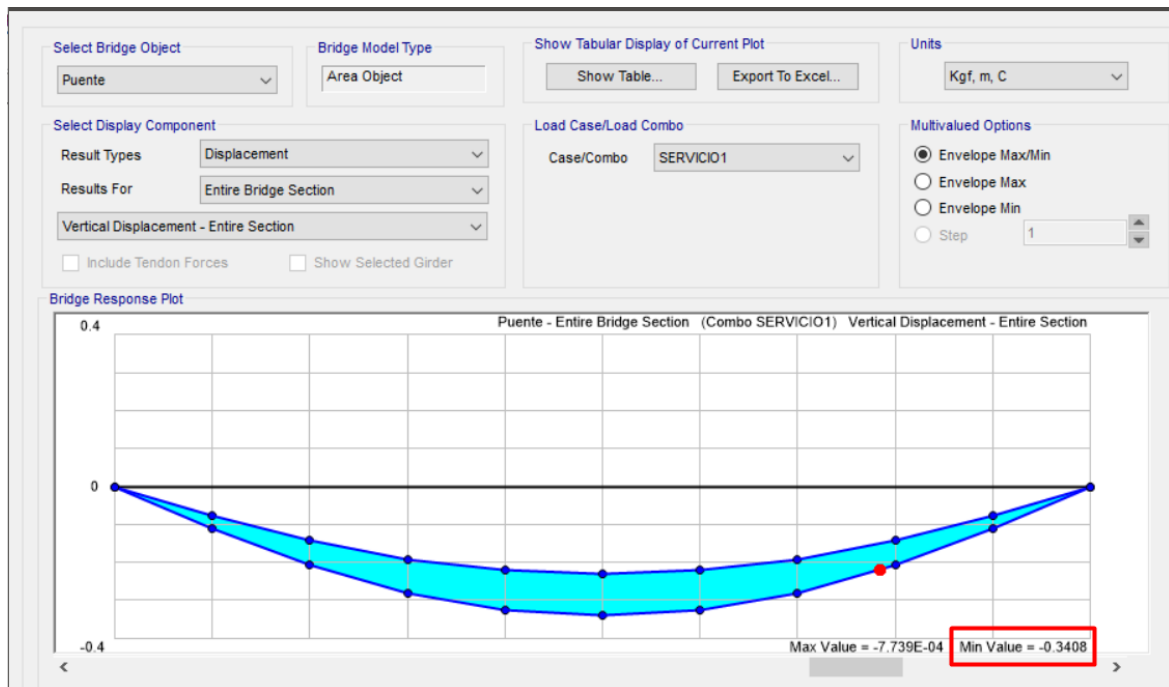 Select Bridge Object
Puente
Bridge Model Type
Area Object
Show Tabular Display of Current Plot
Show Table...
Export To Excel...
Units
Kgf, m, C
Select Display Component
Result Types
Displacement
Results For
Entire Bridge Section
Vertical Displacement - Entire Section
Include Tendon Forces
Show Selected Girder
Load Case/Load Combo
Case/Combo
SERVICIO1
Multivalued Options
Envelope Max/Min
Envelope Max
Envelope Min
Step
1
Bridge Response Plot
Puente - Entire Bridge Section (Combo SERVICIO1) Vertical Displacement - Entire Section
0.4
0
-0.4
Max Value = -7.739E-04
Min Value = -0.3408